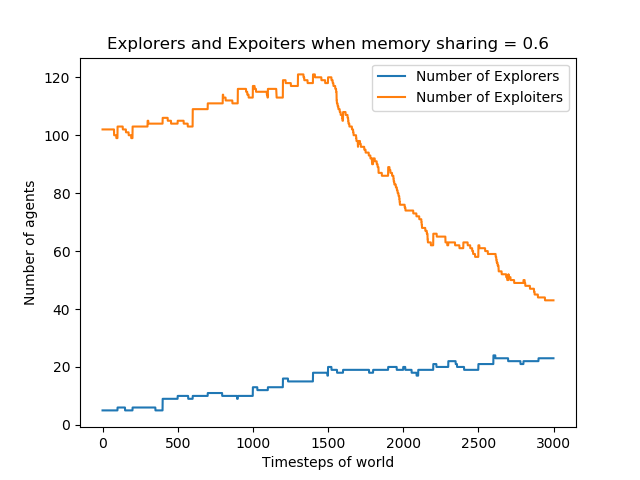 Explorers and Expoiters when memory sharing = 0.6
Number of Explorers
Number of Exploiters
120
100
80
60
40
20
0
Number of agents
0 500 1000 1500 2000 2500 3000
Timesteps of world